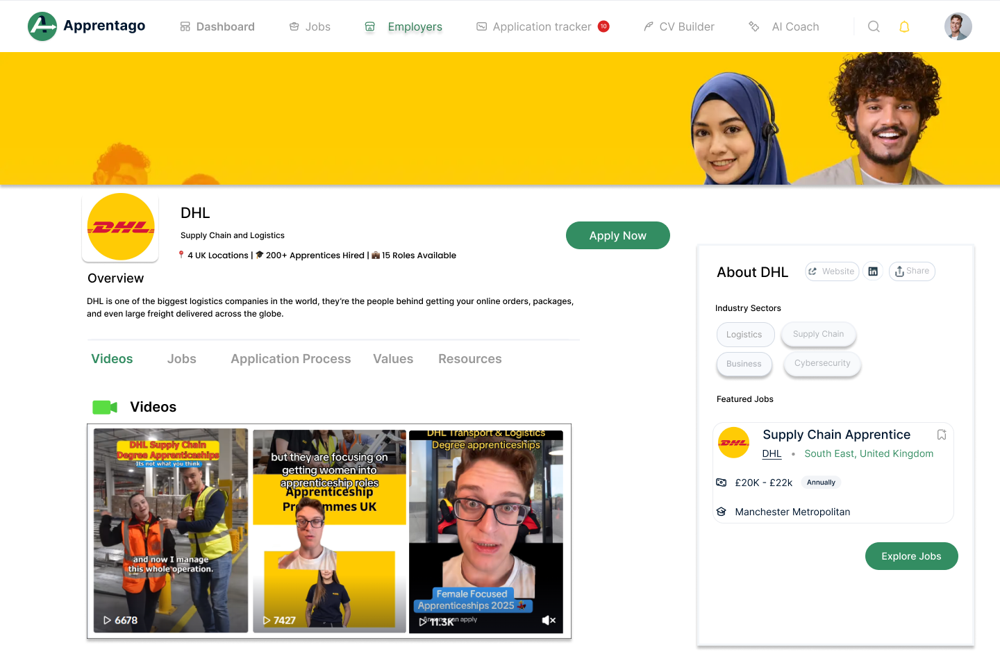 Apprentago
Dashboard
Jobs
Employers
Application tracker
10
CV Builder
AI Coach
DHL
DHL
Supply Chain and Logistics
4 UK Locations | 200+ Apprentices Hired | 15 Roles Available
Apply Now
Overview
DHL is one of the biggest logistics companies in the world, they're the people behind getting your online orders, packages,
and even large freight delivered across the globe.
Videos
Jobs
Application Process
Values
Resources
Videos
DHL Supply Chain
Degree Apprenticeships
Its not what you think
and now I manage
this whole operation.
6678
but they are focusing on
getting women into
apprenticeship roles
Apprenticeship
UK
7427
DHL Transport & Logistics
Degree apprenticeships
Female Focused
Apprenticeships 2025
can apply
11.3K
About DHL
Website
in
Share
Industry Sectors
Logistics
Supply Chain
Business
Cybersecurity
Featured Jobs
DHL
Supply Chain Apprentice
DHL • South East, United Kingdom
£20K - £22k
Annually
Manchester Metropolitan
Explore Jobs